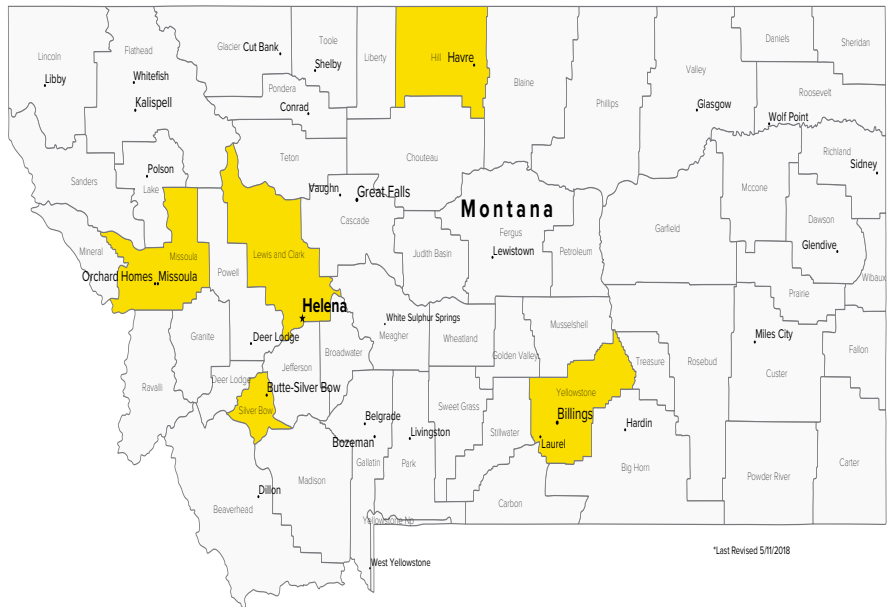 Lincoln
Libby
Flathead
Whitefish
Kalispell
Glacier
Cut Bank
Toole
Shelby
Liberty
Hill
Havre
Blaine
Phillips
Valley
Glasgow
Daniels
Sheridan
Roosevelt
Wolf Point
Pondera
Conrad
Teton
Chouteau
Richland
Sidney
Sanders
Polson
Lake
Vaughn
Great Falls
Cascade
Montana
Fergus
Lewistown
Judith Basin
Petroleum
Garfield
Mccone
Dawson
Glendive
Wibaux
Prairie
Mineral
Missoula
Orchard Homes
Missoula
Powell
Lewis and Clark
Helena
White Sulphur Springs
Meagher
Wheatland
Golden Valley
Musselshell
Treasure
Rosebud
Miles City
Custer
Fallon
Granite
Deer Lodge
Ravalli
Deer Lodge
Jefferson
Broadwater
Butte-Silver Bow
Silver Bow
Belgrade
Bozeman
Livingston
Gallatin
Park
Sweet Grass
Stillwater
Yellowstone
Billings
Laurel
Hardin
Big Horn
Powder River
Carter
Carbon
Madison
Beaverhead
Dillon
Yellowstone Np
West Yellowstone
*Last Revised 5/11/2018